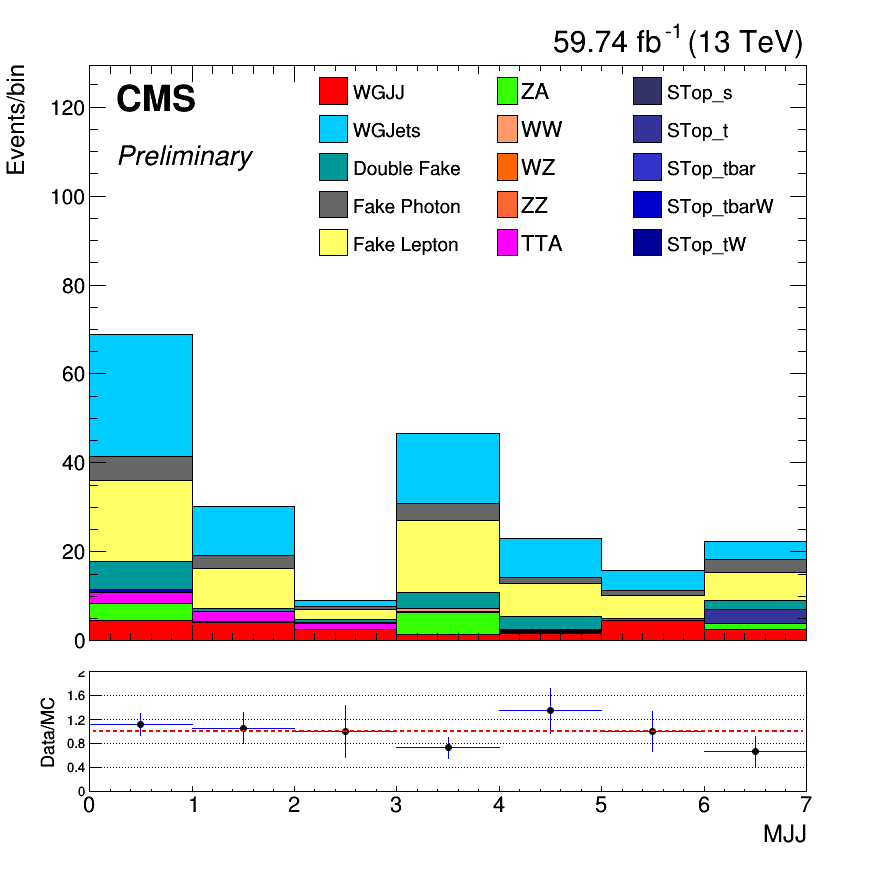 59.74 fb⁻¹ (13 TeV)
Events/bin
CMS
Preliminary
WGJJ
WGJets
Double Fake
Fake Photon
Fake Lepton
ZA
WW
WZ
ZZ
TTA
STop_s
STop_t
STop_tbar
STop_tbarW
STop_tW
120
100
80
60
40
20
0
Data/MC
2
1.6
1.2
0.8
0.4
0
0 1 2 3 4 5 6 7
MJJ